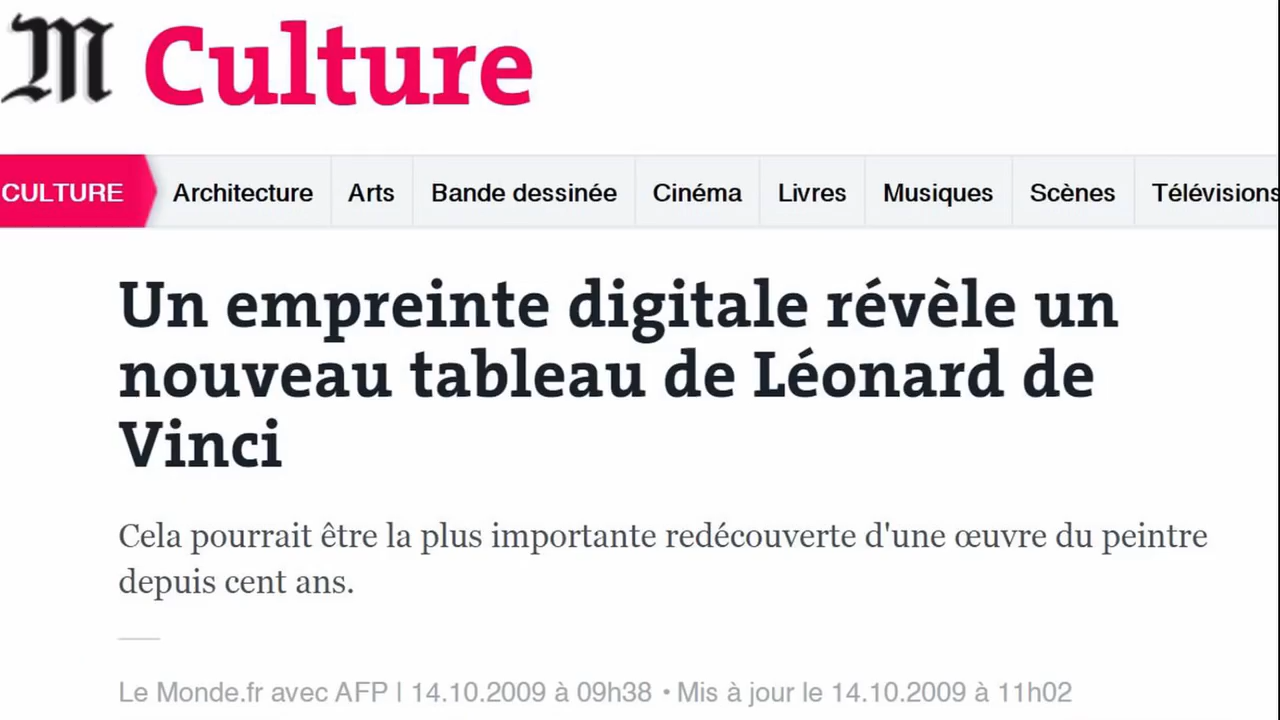 M Culture
CULTURE Architecture Arts Bande dessinée Cinéma Livres Musiques Scènes Télévisions
Un empreinte digitale révèle un
nouveau tableau de Léonard de
Vinci
Cela pourrait être la plus importante redécouverte d'une œuvre du peintre
depuis cent ans.
Le Monde.fr avec AFP | 14.10.2009 à 09h38 • Mis à jour le 14.10.2009 à 11h02